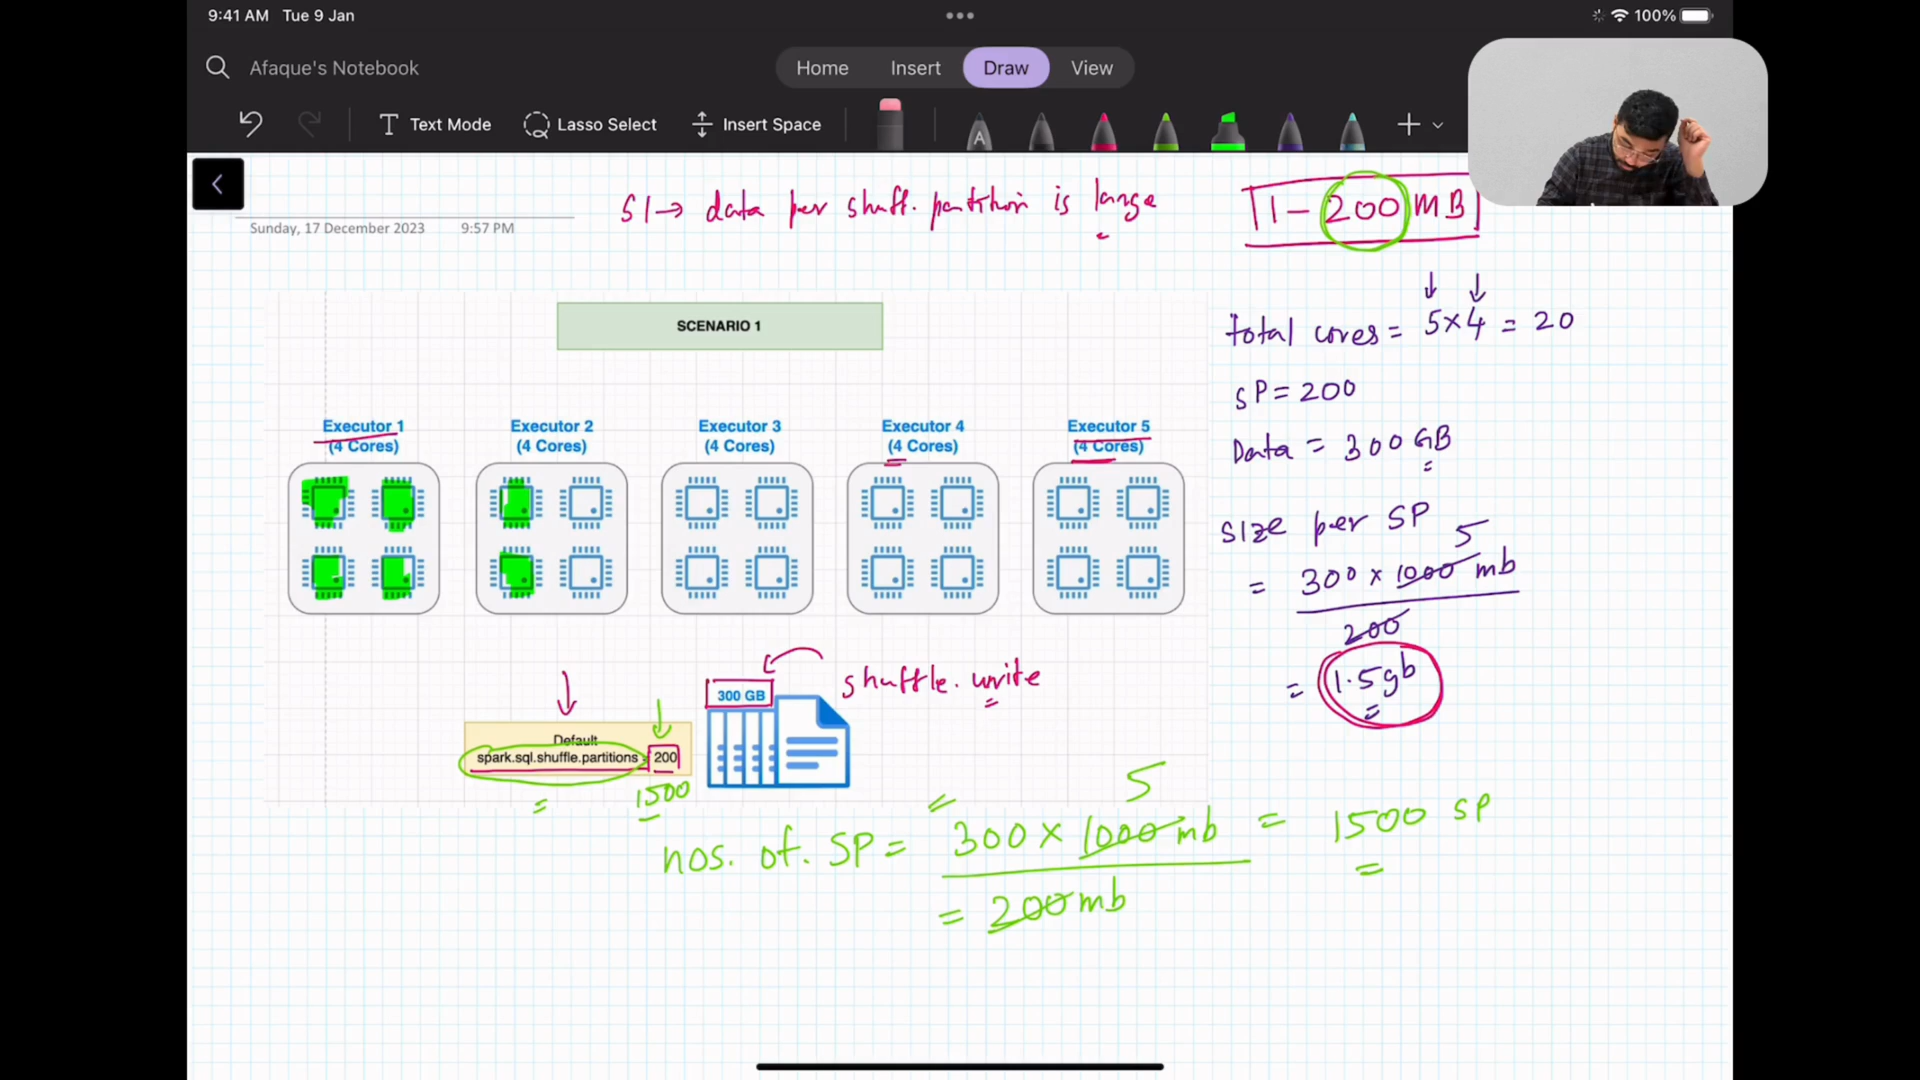 9:41 AM Tue 9 Jan
100%
Afaque's Notebook
Home Insert Draw View
Text Mode Lasso Select Insert Space
A
S1→ data per shuff. partition is large
1 – 200 MB
Sunday, 17 December 2023 9:57 PM
SCENARIO 1
Executor 1
(4 Cores)
Executor 2
(4 Cores)
Executor 3
(4 Cores)
Executor 4
(4 Cores)
Executor 5
(4 Cores)
total cores = 5x4 = 20
SP = 200
Data = 300 GB
size per SP
5
= 300 x 1000 mb
200
= 1.5gb
shuffle.write
300 GB
Default
spark.sql.shuffle.partitions 200
1500
5
nos. of. SP = 300 x 1000 mb = 1500 SP
= 200 mb